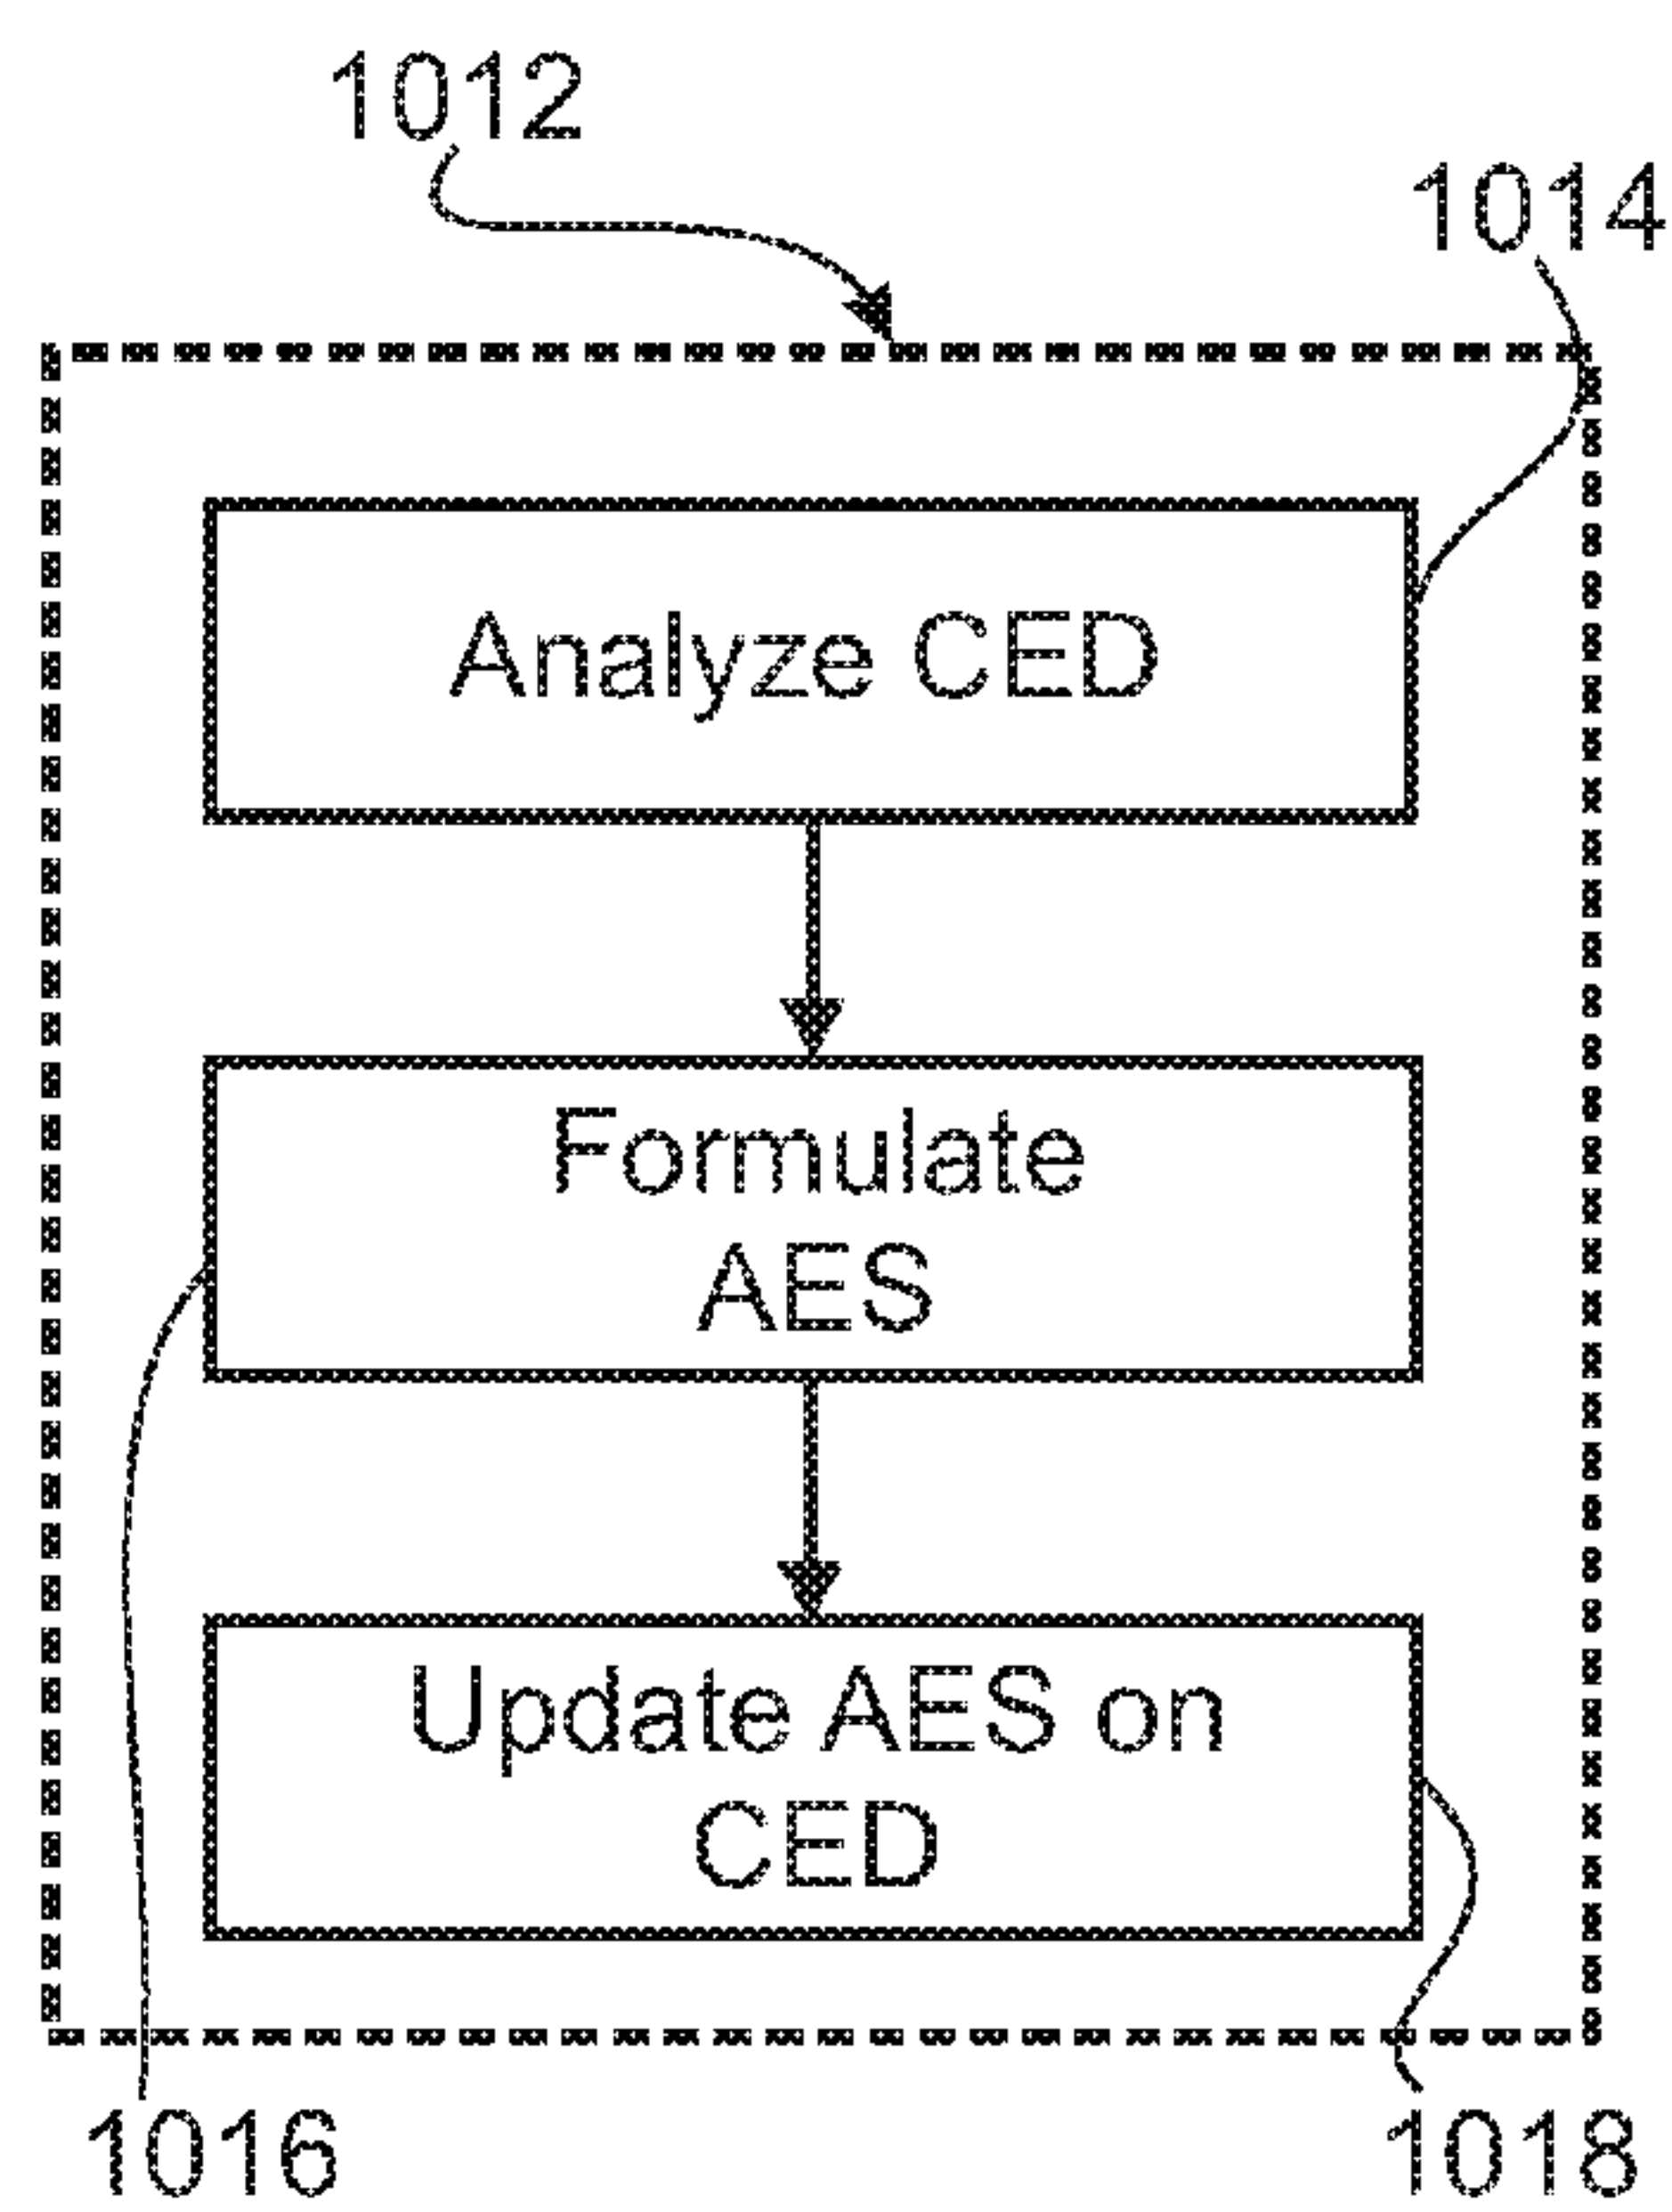 1012
1014
Analyze CED
Formulate
AES
Update AES on
CED
1016
1018